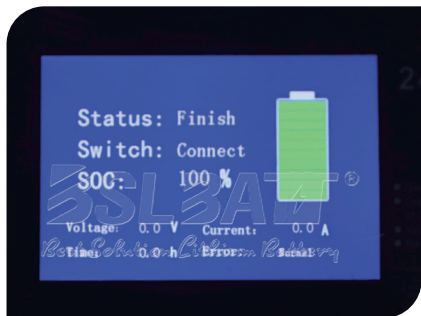 Status: Finish
Switch: Connect
SOC: 100 %
BSLBATT ®
Voltage: 0.0 V Current: 0.0 A
Best Solution Lithium Battery
Time: 0.0 h Error: Normal